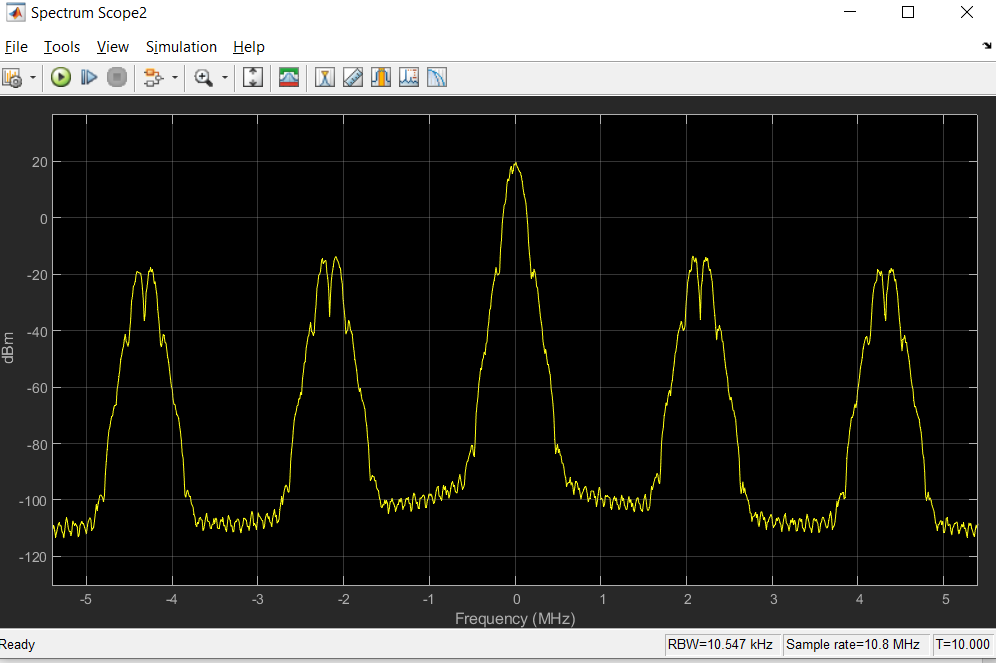 Spectrum Scope2
File Tools View Simulation Help
20
0
-20
-40
-60
-80
-100
-120
dBm
-5 -4 -3 -2 -1 0 1 2 3 4 5
Frequency (MHz)
Ready RBW=10.547 kHz Sample rate=10.8 MHz T=10.000